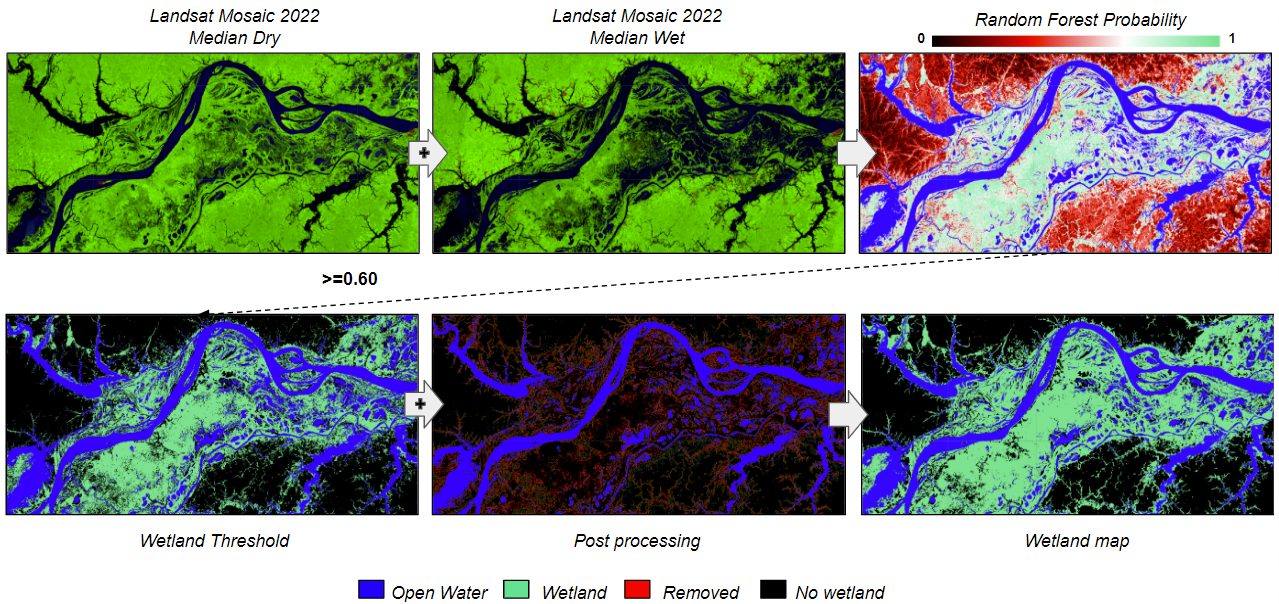 Landsat Mosaic 2022
Median Dry
Landsat Mosaic 2022
Median Wet
Random Forest Probability
0
1
+
>=0.60
+
Wetland Threshold
Post processing
Wetland map
Open Water
Wetland
Removed
No wetland